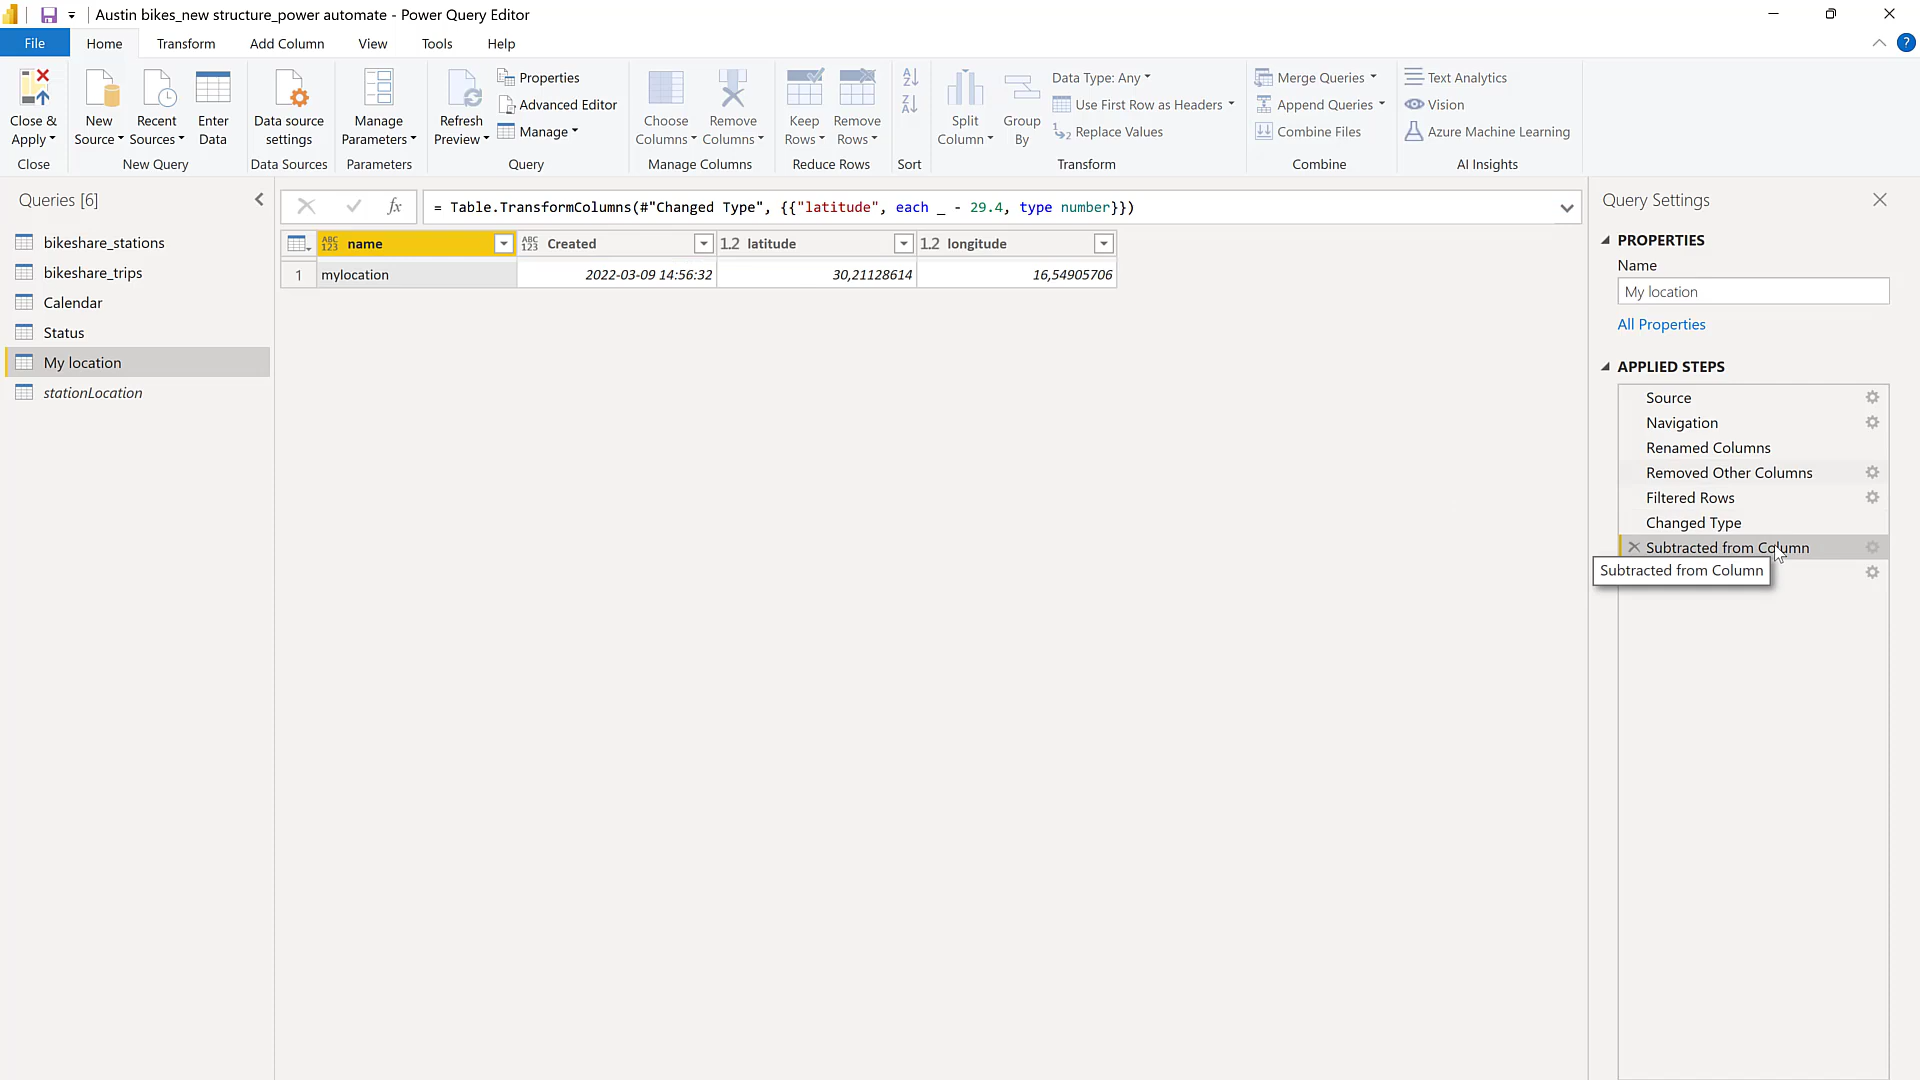 Austin bikes_new structure_power automate - Power Query Editor
File Home Transform Add Column View Tools Help
Close & Apply
Close
New Source
Recent Sources
Enter Data
New Query
Data source settings
Data Sources
Manage Parameters
Parameters
Refresh Preview
Properties
Advanced Editor
Manage
Query
Choose Columns
Remove Columns
Manage Columns
Keep Rows
Remove Rows
Reduce Rows
Sort
Split Column
Group By
Data Type: Any
Use First Row as Headers
Replace Values
Transform
Merge Queries
Append Queries
Combine Files
Combine
Text Analytics
Vision
Azure Machine Learning
AI Insights
Queries [6]
bikeshare_stations
bikeshare_trips
Calendar
Status
My location
stationLocation
fx = Table.TransformColumns(#"Changed Type", {{"latitude", each _ - 29.4, type number}})
ABC 123 name ABC 123 Created 1.2 latitude 1.2 longitude
1 mylocation 2022-03-09 14:56:32 30,21128614 16,54905706
Query Settings
PROPERTIES
Name
My location
All Properties
APPLIED STEPS
Source
Navigation
Renamed Columns
Removed Other Columns
Filtered Rows
Changed Type
Subtracted from Column
Subtracted from Column